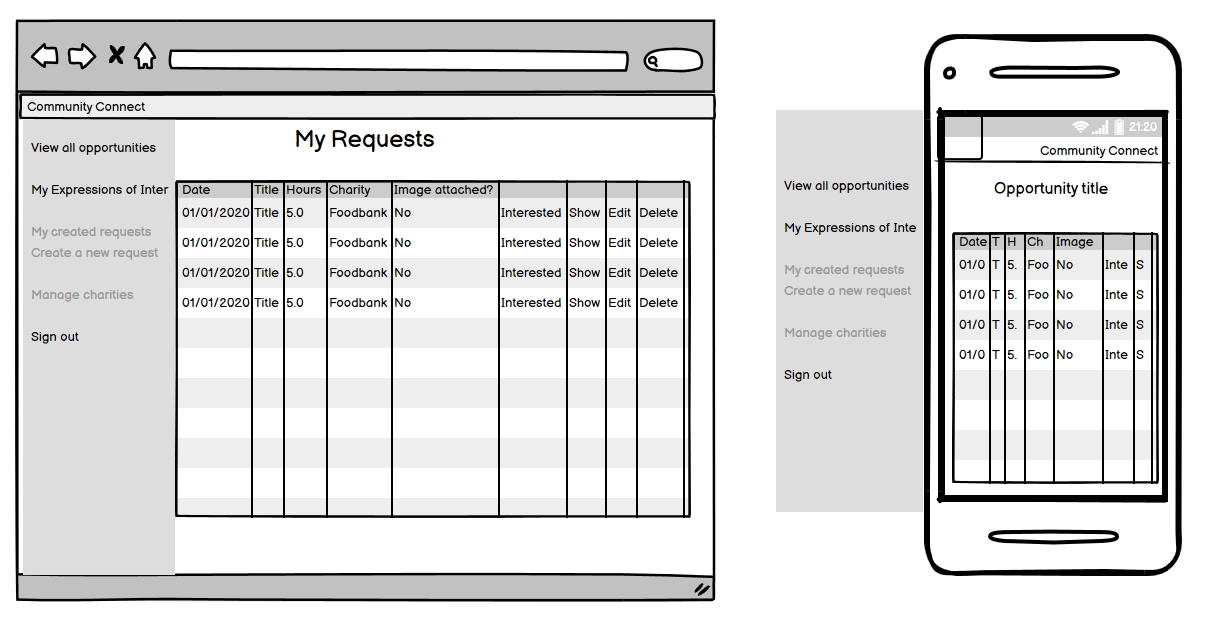 Community Connect
View all opportunities
My Expressions of Inter
My created requests
Create a new request
Manage charities
Sign out
My Requests
Date Title Hours Charity Image attached?
01/01/2020 Title 5.0 Foodbank No Interested Show Edit Delete
01/01/2020 Title 5.0 Foodbank No Interested Show Edit Delete
01/01/2020 Title 5.0 Foodbank No Interested Show Edit Delete
01/01/2020 Title 5.0 Foodbank No Interested Show Edit Delete
View all opportunities
My Expressions of Inte
My created requests
Create a new request
Manage charities
Sign out
21:20
Community Connect
Opportunity title
Date T H Ch Image
01/0 T 5. Foo No Inte S
01/0 T 5. Foo No Inte S
01/0 T 5. Foo No Inte S
01/0 T 5. Foo No Inte S